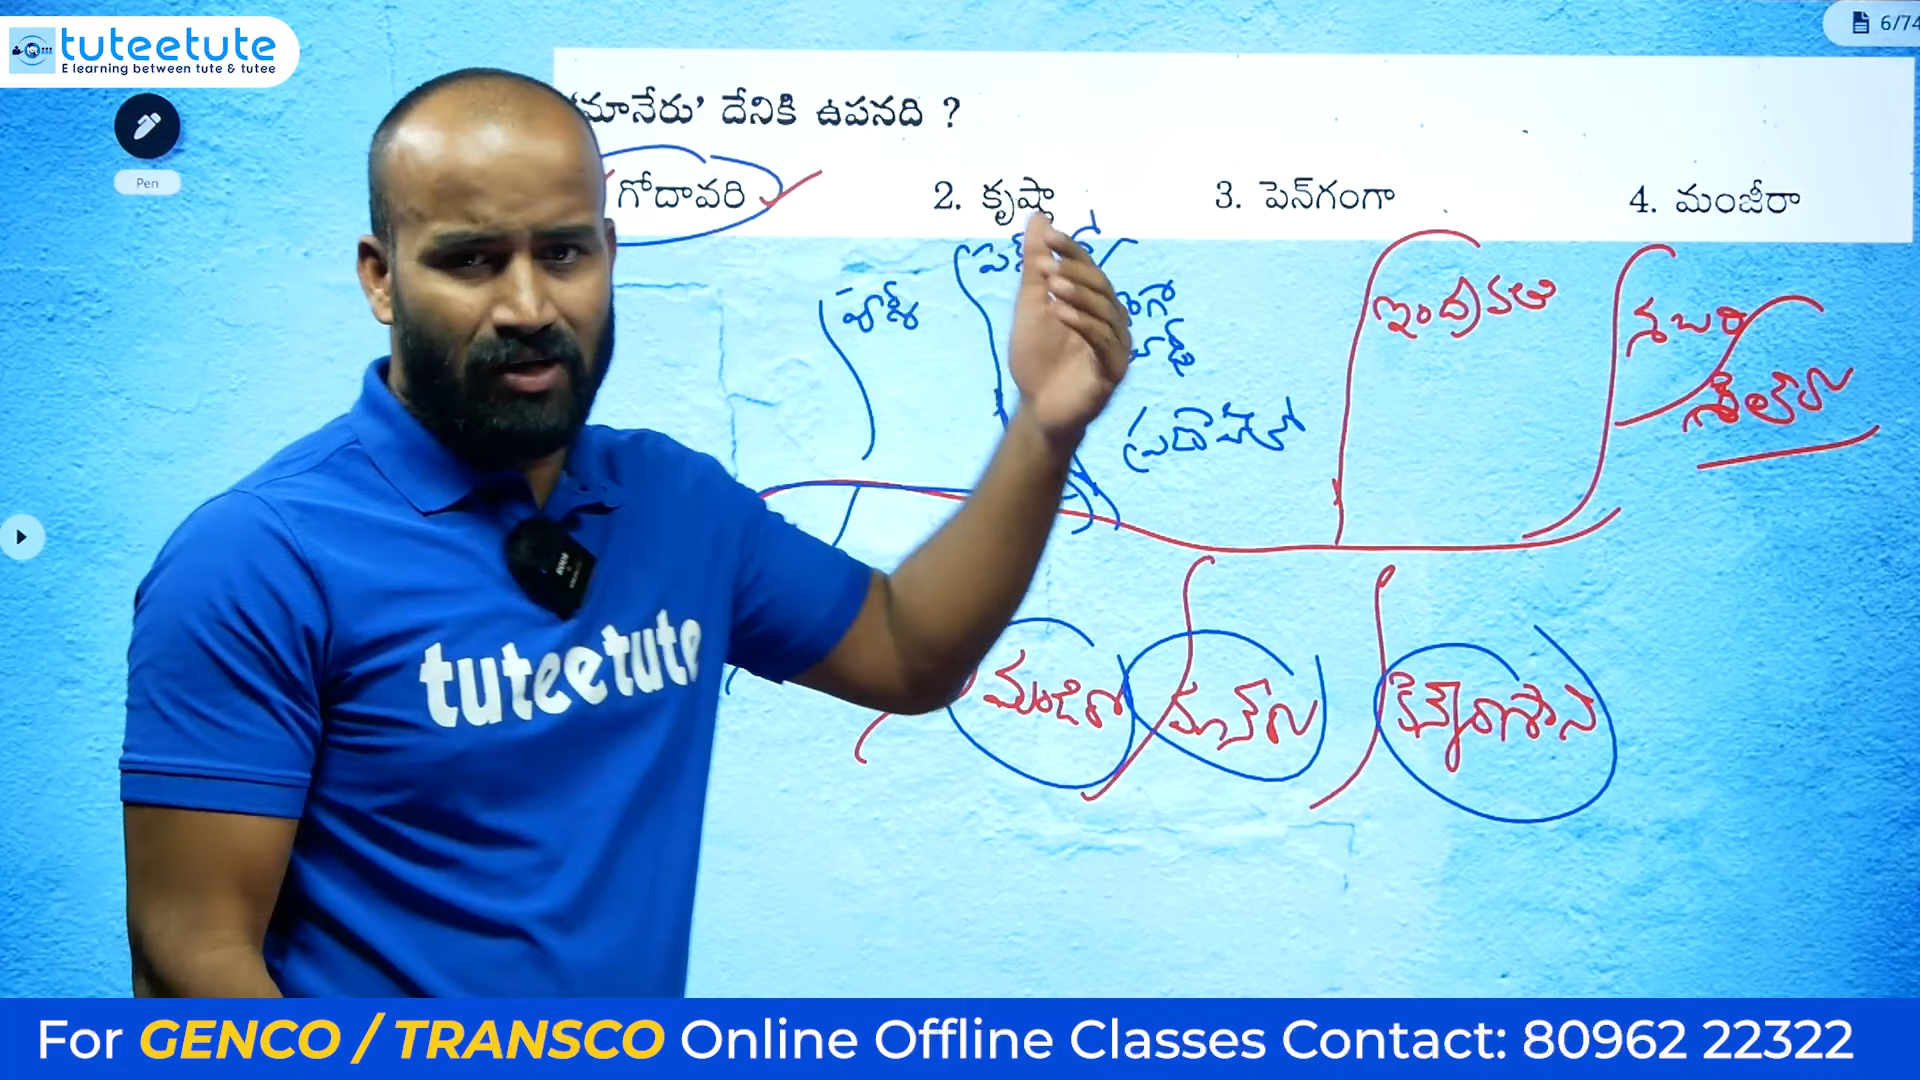 tuteetute
E learning between tute & tutee
6/74
Pen
'మానేరు' దేనికి ఉపనది ?
గోదావరి
2. కృష్ణా
3. పెన్‌గంగా
4. మంజీరా
పూర్ణ
ఇంద్రావతి
శబరి
ప్రాణహిత
శీలేరు
tuteetute
మంజీరా
మానేరు
కిన్నెరసాని
For GENCO / TRANSCO Online Offline Classes Contact: 80962 22322